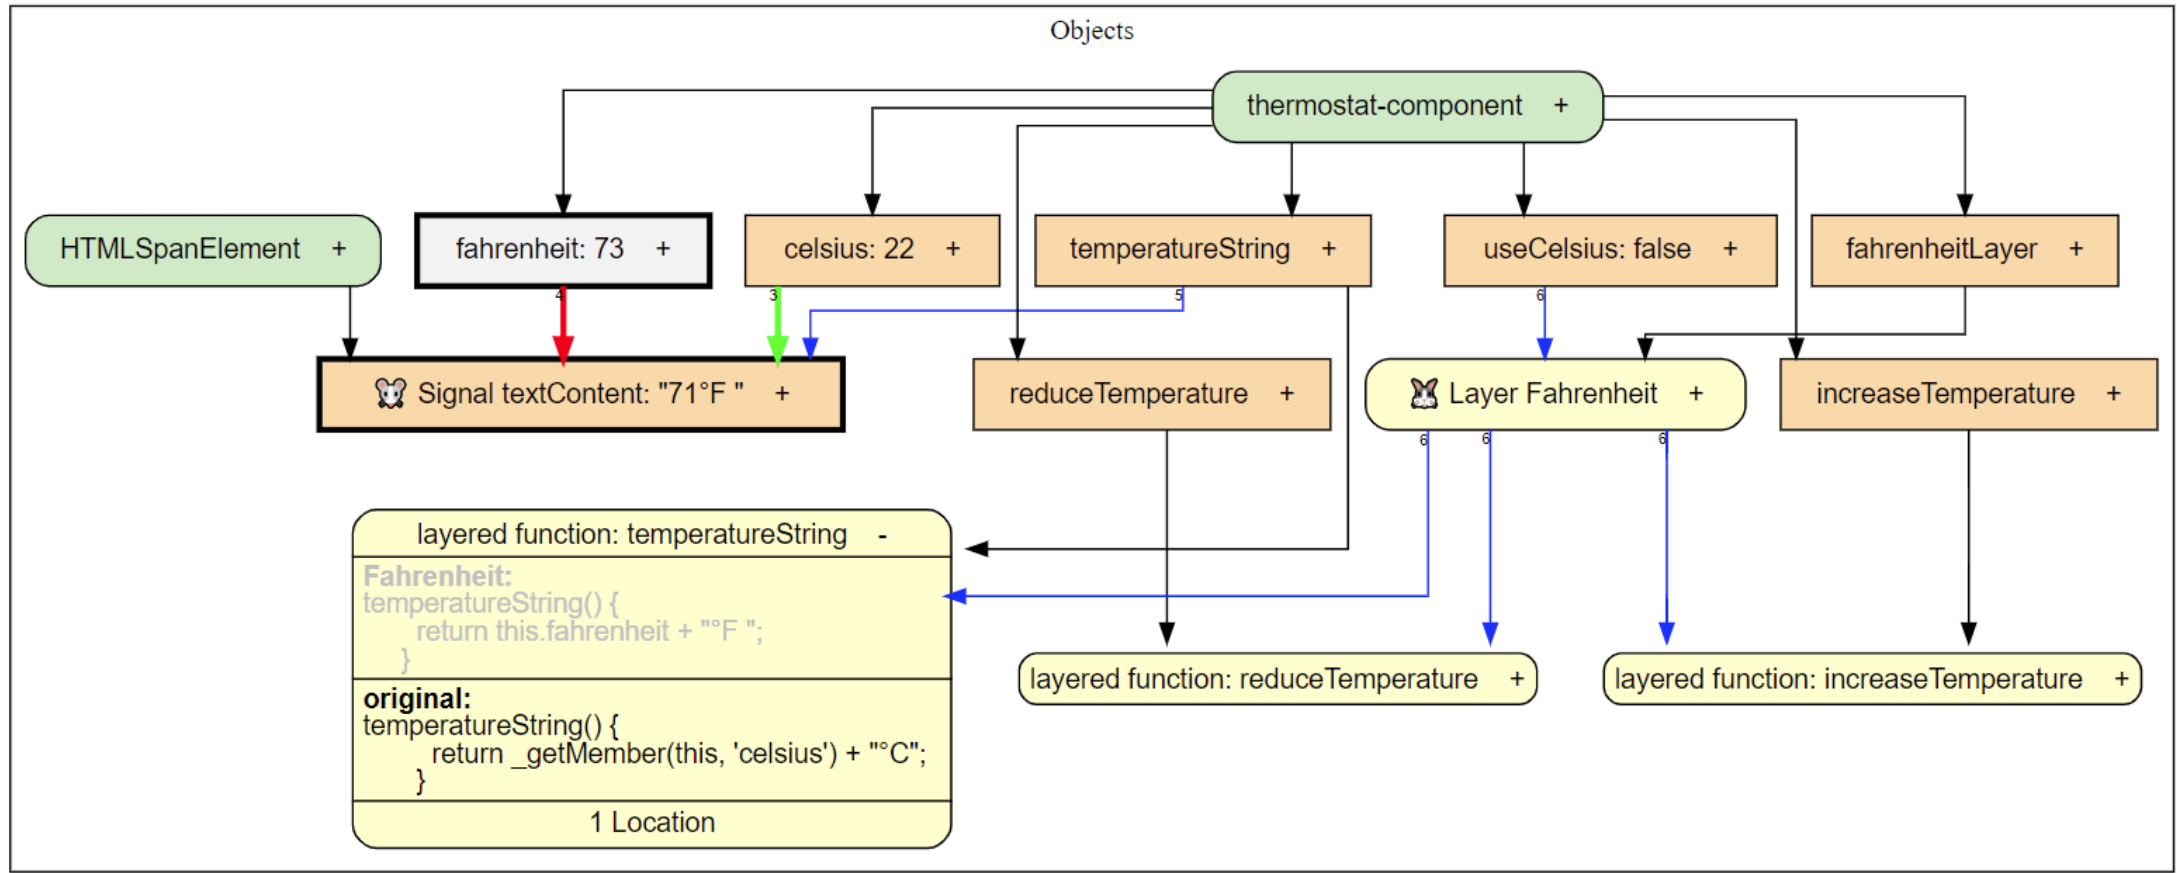 Objects
thermostat-component +
HTMLSpanElement +
fahrenheit: 73 +
celsius: 22 +
temperatureString +
useCelsius: false +
fahrenheitLayer +
4
3
5
6
Signal textContent: "71°F " +
reduceTemperature +
Layer Fahrenheit +
increaseTemperature +
6
6
6
layered function: temperatureString -
Fahrenheit:
temperatureString() {
return this.fahrenheit + "°F ";
}
original:
temperatureString() {
return _getMember(this, 'celsius') + "°C";
}
1 Location
layered function: reduceTemperature +
layered function: increaseTemperature +